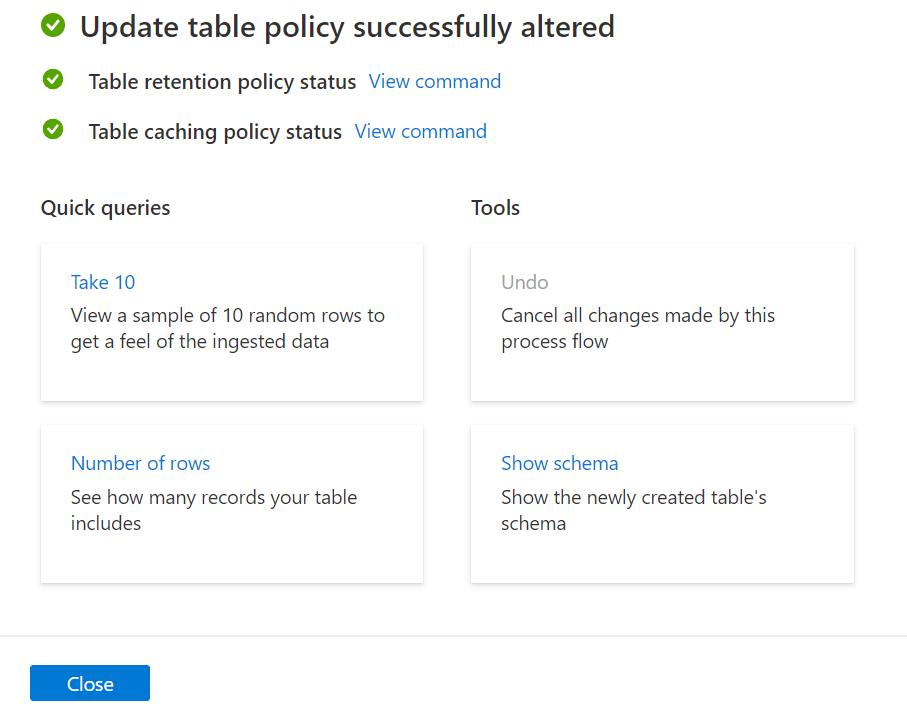 Update table policy successfully altered
Table retention policy status View command
Table caching policy status View command
Quick queries
Take 10
View a sample of 10 random rows to
get a feel of the ingested data
Number of rows
See how many records your table
includes
Tools
Undo
Cancel all changes made by this
process flow
Show schema
Show the newly created table's
schema
Close